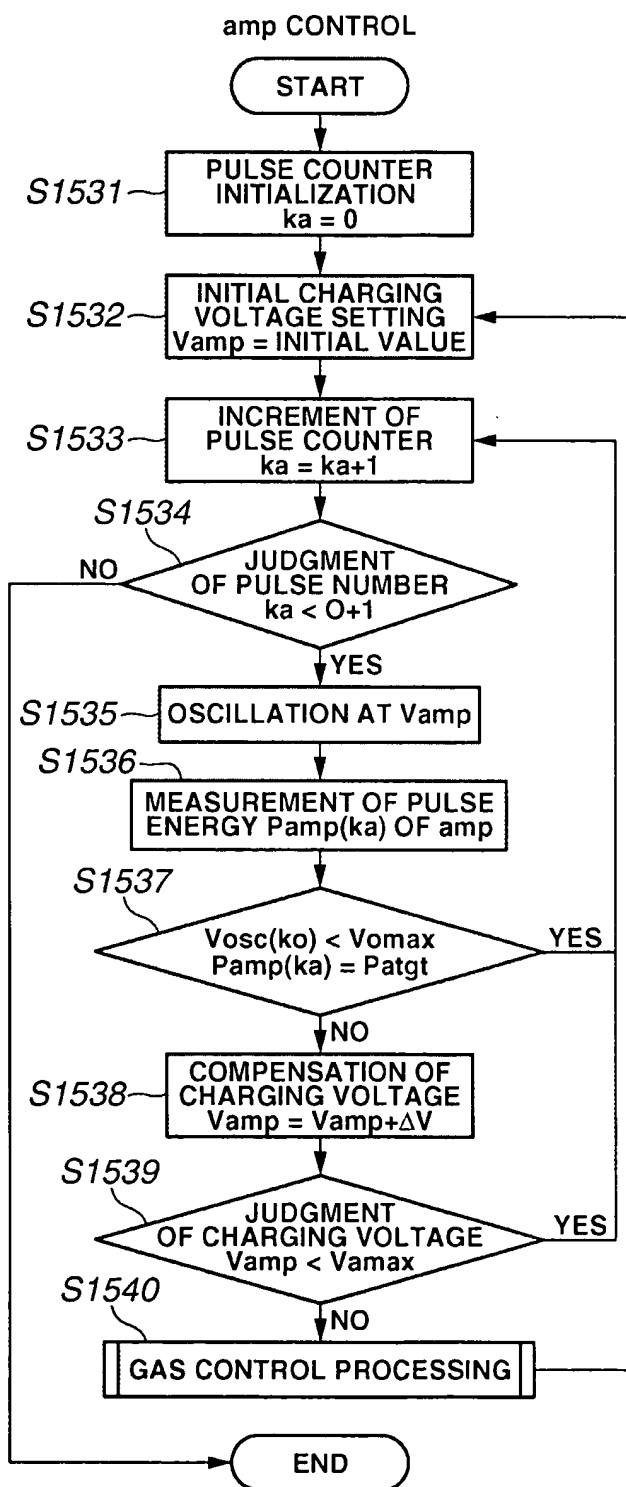 amp CONTROL
START
S1531
PULSE COUNTER
INITIALIZATION
ka = 0
S1532
INITIAL CHARGING
VOLTAGE SETTING
Vamp = INITIAL VALUE
S1533
INCREMENT OF
PULSE COUNTER
ka = ka+1
S1534
NO
JUDGMENT
OF PULSE NUMBER
ka < O+1
YES
S1535
OSCILLATION AT Vamp
S1536
MEASUREMENT OF PULSE
ENERGY Pamp(ka) OF amp
S1537
Vosc(ko) < Vomax
Pamp(ka) = Patgt
YES
NO
S1538
COMPENSATION OF
CHARGING VOLTAGE
Vamp = Vamp+ΔV
S1539
JUDGMENT
OF CHARGING VOLTAGE
Vamp < Vamax
YES
S1540
NO
GAS CONTROL PROCESSING
END